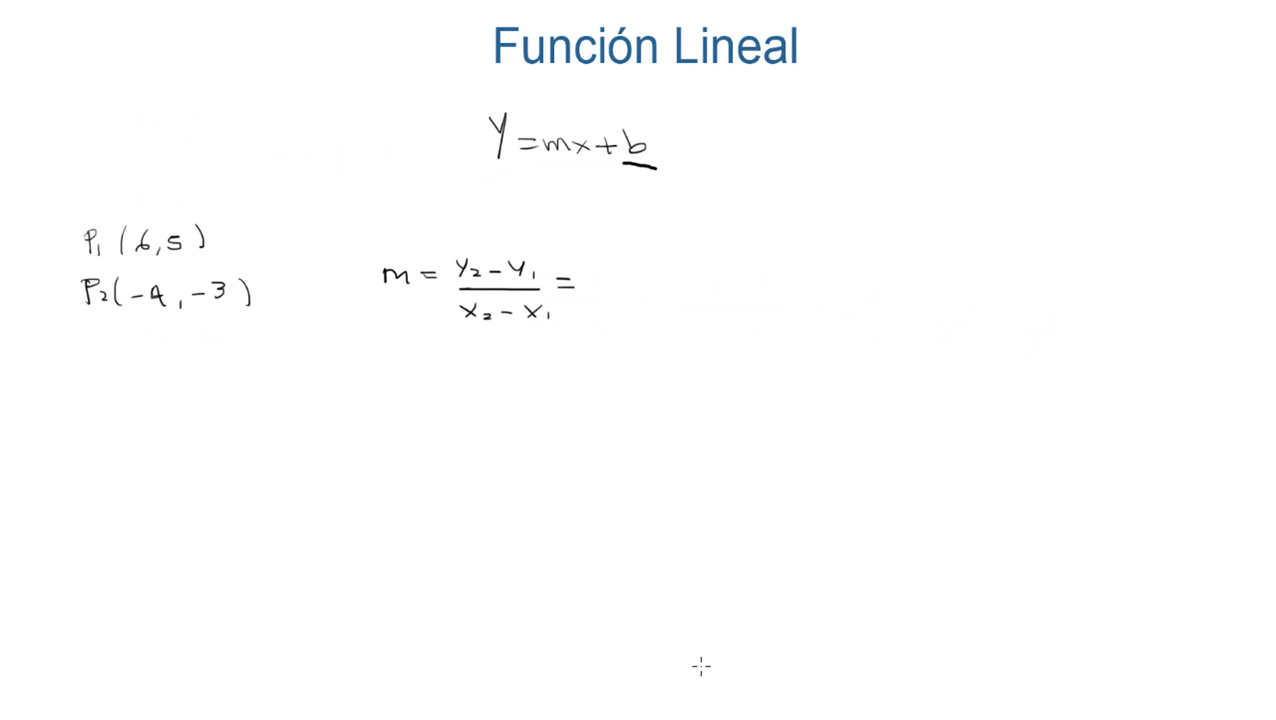 Función Lineal
Y = mx + b
P₁ (6, 5)
P₂ (-4, -3)
m = Y₂ - Y₁ / X₂ - X₁ =